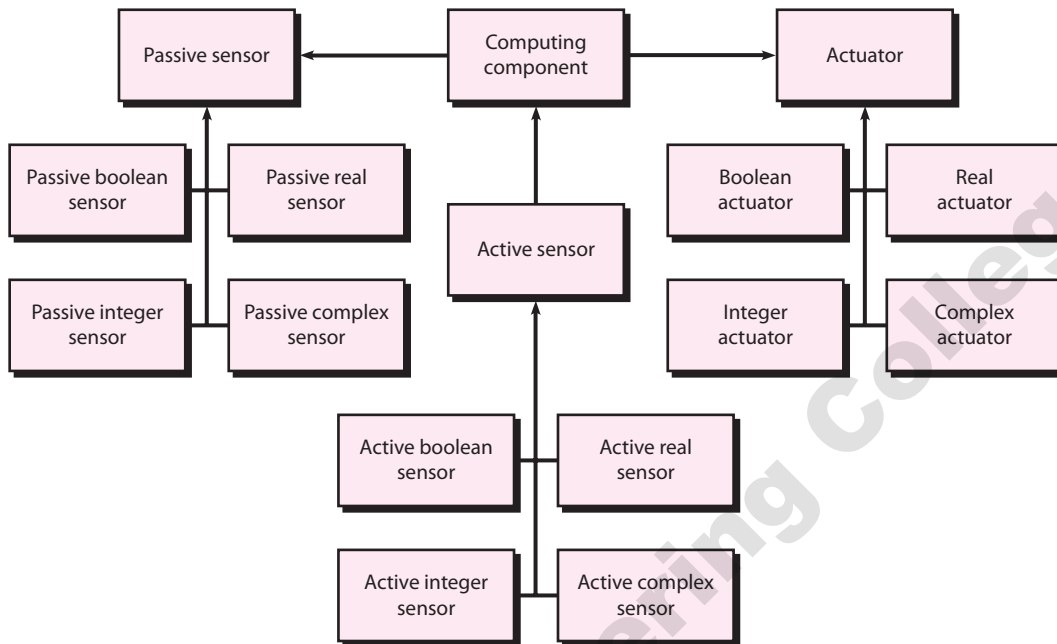 Passive sensor
Computing
component
Actuator
Passive boolean
sensor
Passive real
sensor
Boolean
actuator
Real
actuator
Active sensor
Passive integer
sensor
Passive complex
sensor
Integer
actuator
Complex
actuator
Active boolean
sensor
Active real
sensor
Active integer
sensor
Active complex
sensor